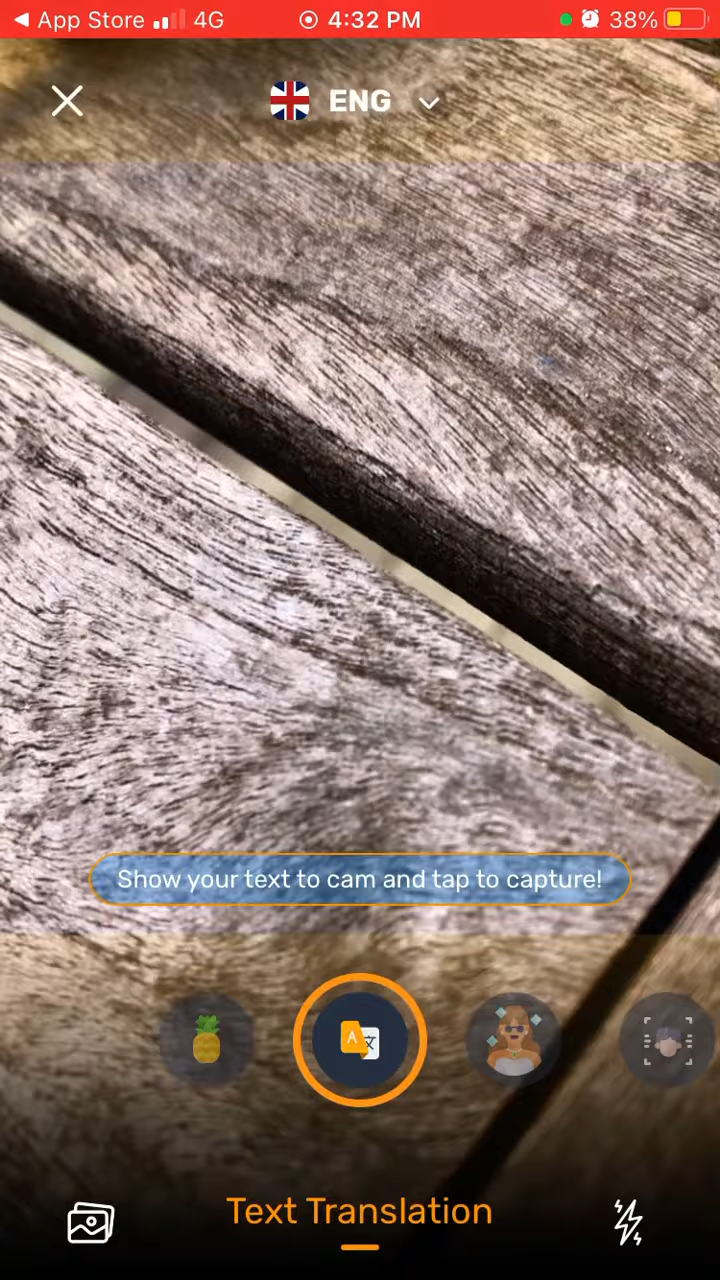 App Store 4G 4:32 PM 38%
ENG
Show your text to cam and tap to capture!
A 文
Text Translation